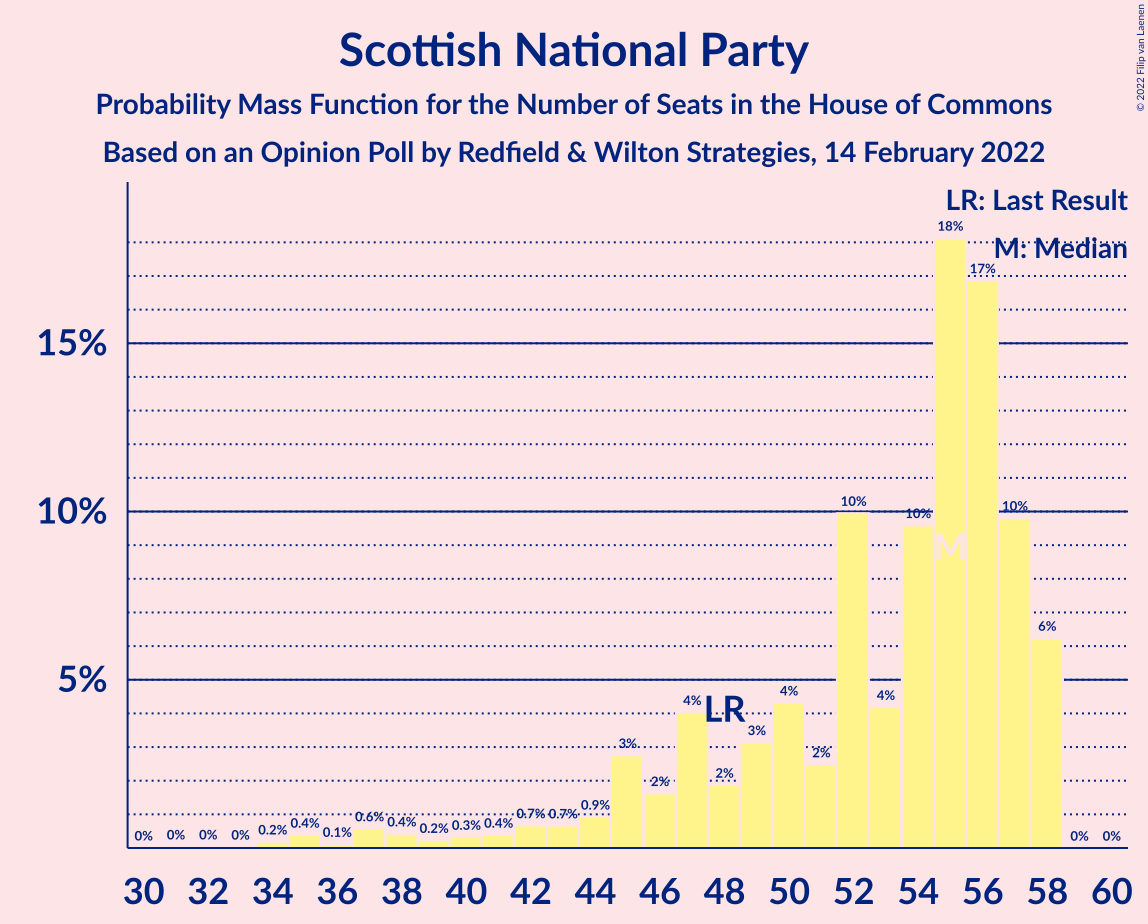 Scottish National Party
Probability Mass Function for the Number of Seats in the House of Commons
Based on an Opinion Poll by Redfield & Wilton Strategies, 14 February 2022
© 2022 Filip van Laenen
LR: Last Result
M: Median
15%
10%
5%
0% 0% 0% 0% 0.2% 0.4% 0.1% 0.6% 0.4% 0.2% 0.3% 0.4% 0.7% 0.7% 0.9% 3% 2% 4% 2% 3% 4% 2% 10% 4% 10% 18% 17% 10% 6% 0% 0%
LR
M
30 32 34 36 38 40 42 44 46 48 50 52 54 56 58 60